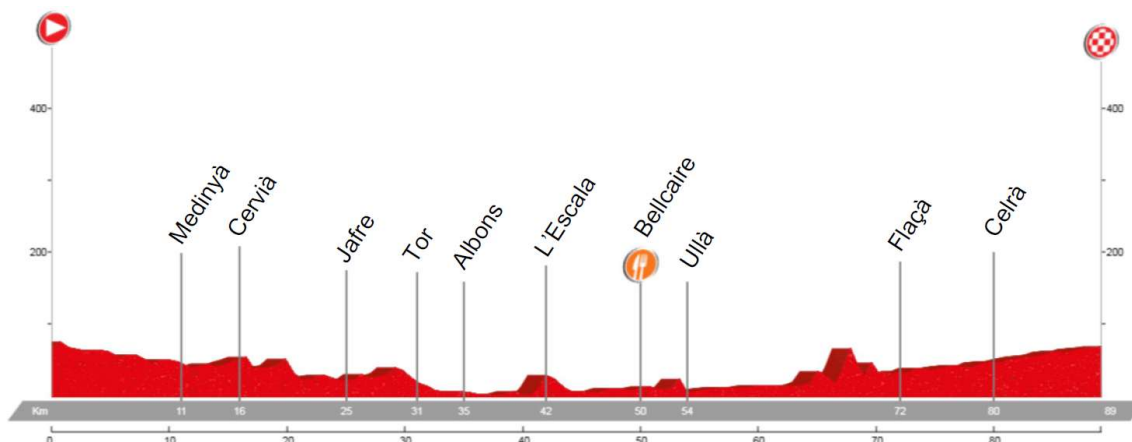 400
400
Medinyà
Cervià
Jafre
Tor
Albons
L'Escala
Bellcaire
Ullà
Flaçà
Celrà
200
200
Km 11 16 25 31 35 42 50 54 72 80 89
0 10 20 30 40 50 60 70 80